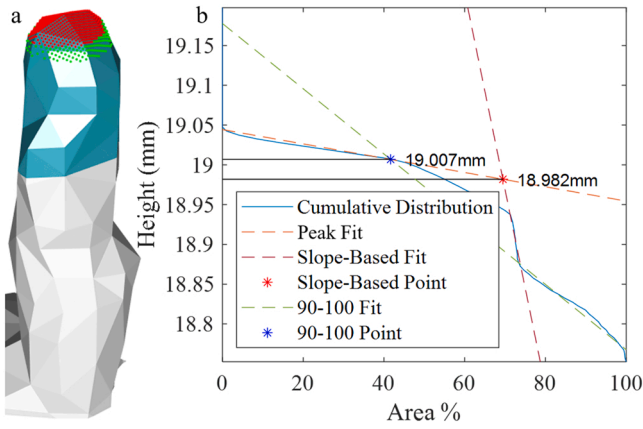 a
b
Height (mm)
19.15
19.1
19.05
19
18.95
18.9
18.85
18.8
19.007mm
18.982mm
Cumulative Distribution
Peak Fit
Slope-Based Fit
Slope-Based Point
90-100 Fit
90-100 Point
0 20 40 60 80 100
Area %